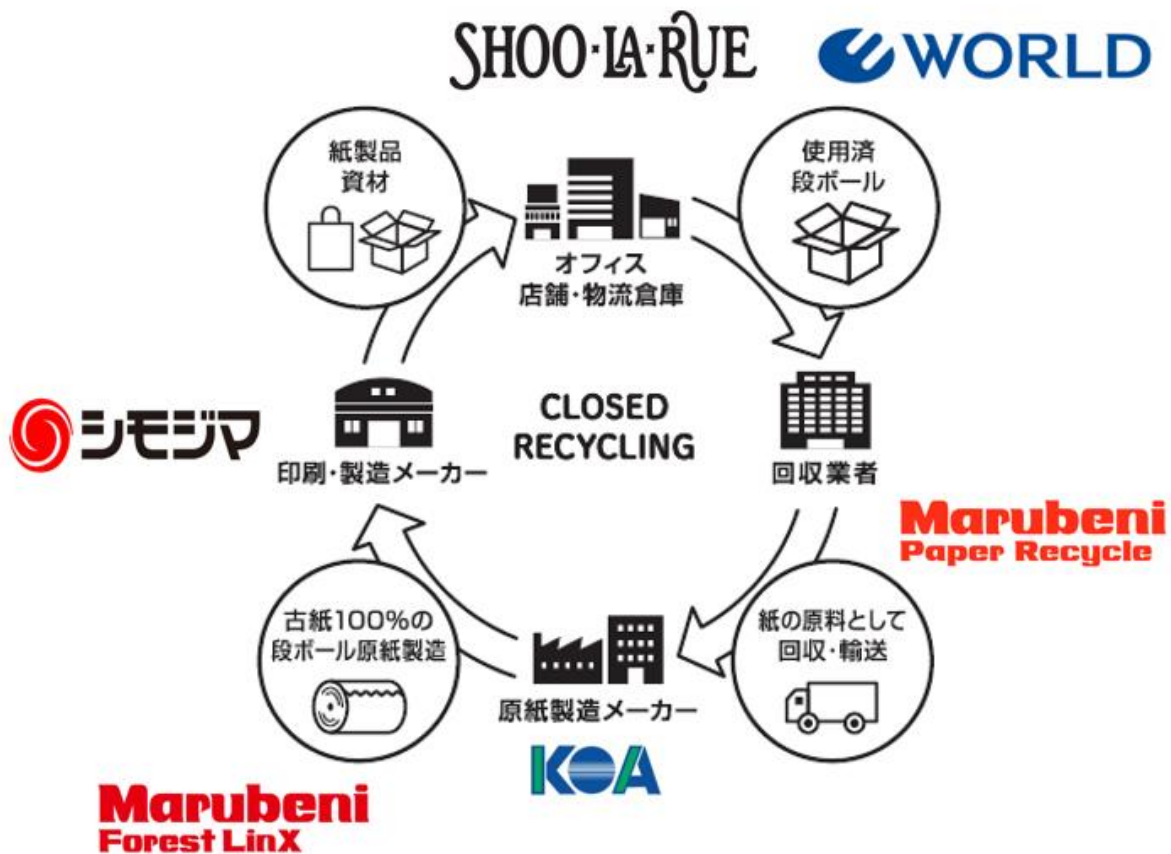 SHOO・LA・RUE
WORLD
紙製品
資材
使用済
段ボール
オフィス
店舗・物流倉庫
シモジマ
印刷・製造メーカー
CLOSED
RECYCLING
回収業者
Marubeni
Paper Recycle
古紙100%の
段ボール原紙製造
紙の原料として
回収・輸送
原紙製造メーカー
KOA
Marubeni
Forest LinX